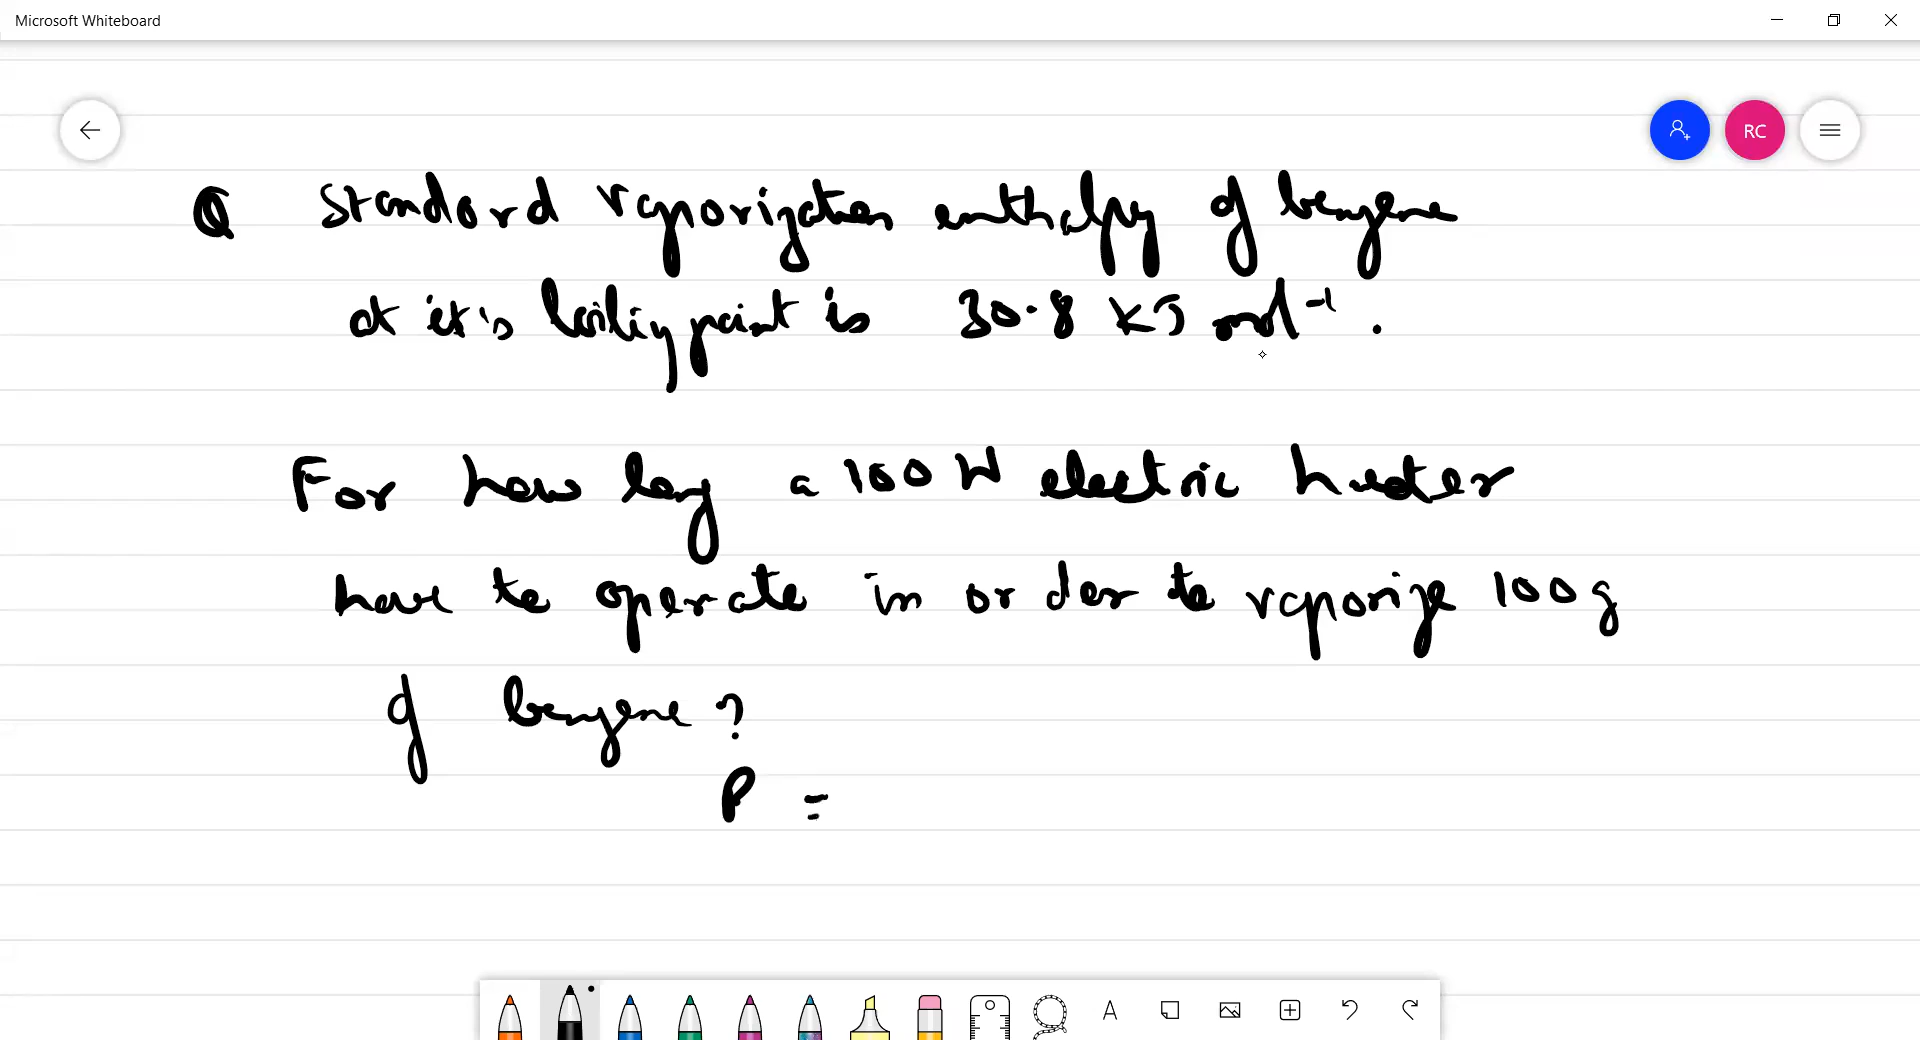 Microsoft Whiteboard
RC
Q Standard vaporization enthalpy of benzene
at it's boiling point is 30.8 KJ mol⁻¹.
For how long a 100 W electric heater
have to operate in order to vaporize 100g
of benzene?
P =
A